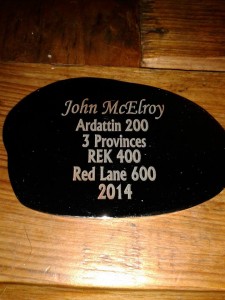 John McElroy
Ardattin 200
3 Provinces
REK 400
Red Lane 600
2014